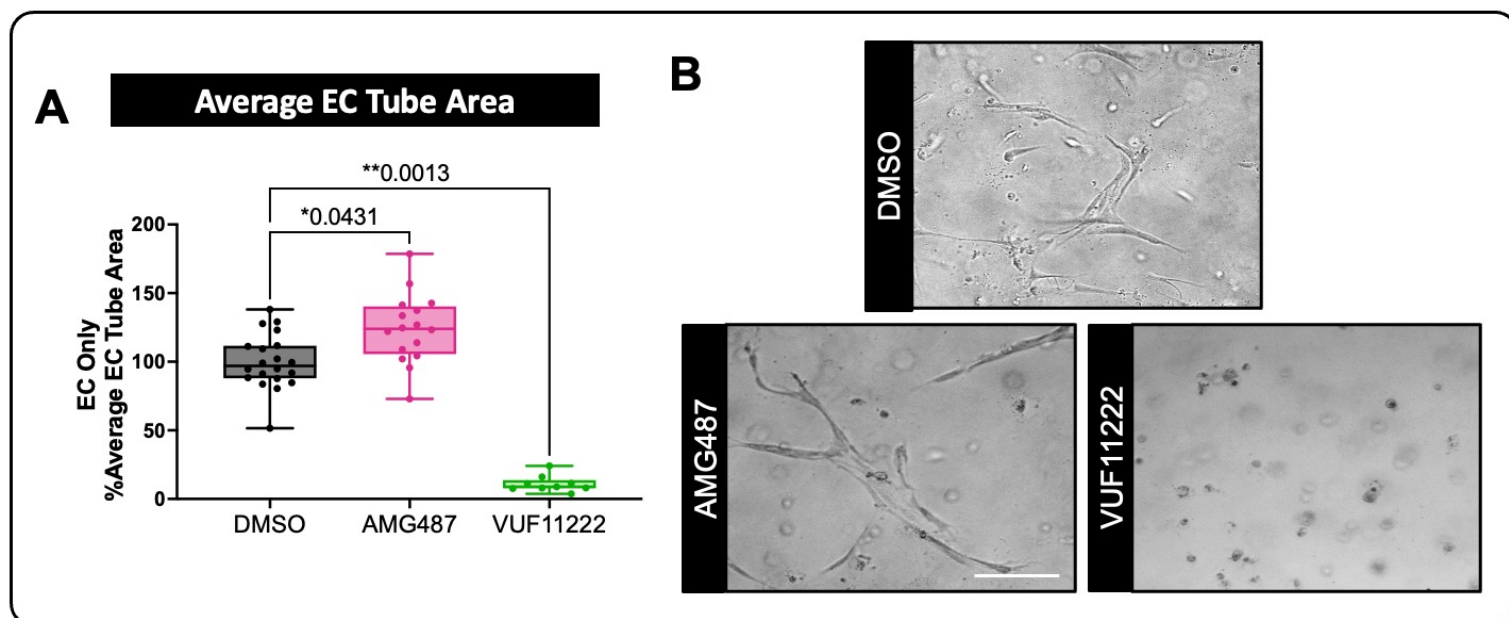 A
Average EC Tube Area
**0.0013
*0.0431
EC Only
%Average EC Tube Area
200
150
100
50
0
DMSO
AMG487
VUF11222
B
DMSO
AMG487
VUF11222